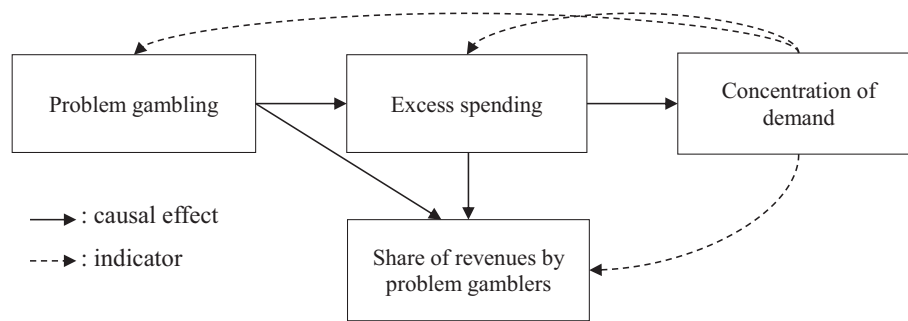 Problem gambling
Excess spending
Concentration of
demand
: causal effect
: indicator
Share of revenues by
problem gamblers